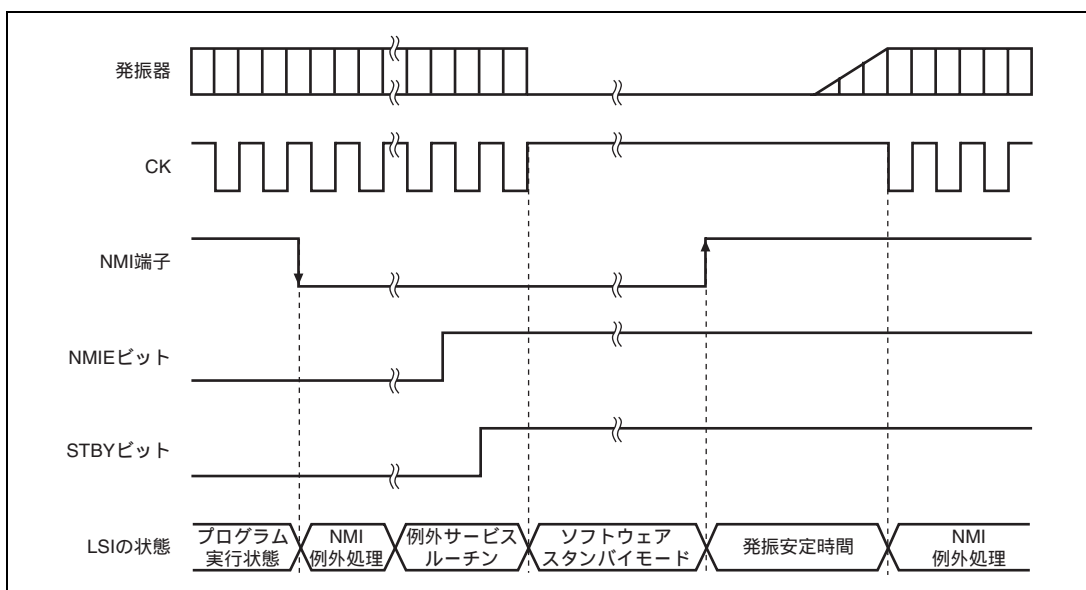 発振器
CK
NMI端子
NMIEビット
STBYビット
LSIの状態
プログラム
実行状態
NMI
例外処理
例外サービス
ルーチン
ソフトウェア
スタンバイモード
発振安定時間
NMI
例外処理